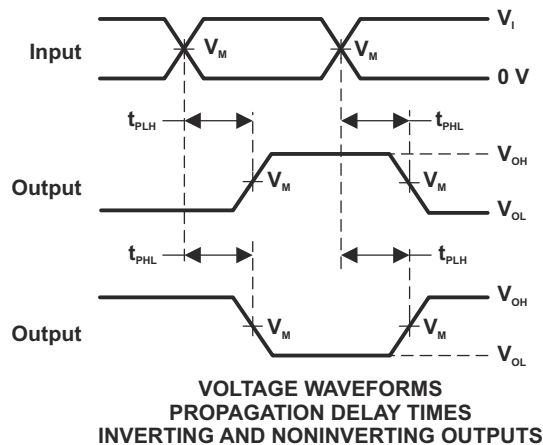 V_I
Input
V_M
V_M
0 V
t_PLH
t_PHL
V_OH
Output
V_M
V_M
V_OL
t_PHL
t_PLH
V_OH
Output
V_M
V_M
V_OL
VOLTAGE WAVEFORMS
PROPAGATION DELAY TIMES
INVERTING AND NONINVERTING OUTPUTS